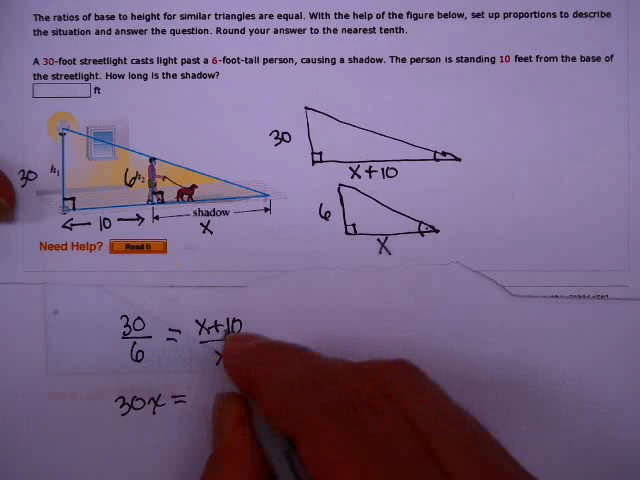 The ratios of base to height for similar triangles are equal. With the help of the figure below, set up proportions to describe
the situation and answer the question. Round your answer to the nearest tenth.
A 30-foot streetlight casts light past a 6-foot-tall person, causing a shadow. The person is standing 10 feet from the base of
the streetlight. How long is the shadow?
ft
30 h₁
6 h₂
10
shadow
x
30
x+10
6
x
Need Help? Read It
30/6 = x+10/x
30x =